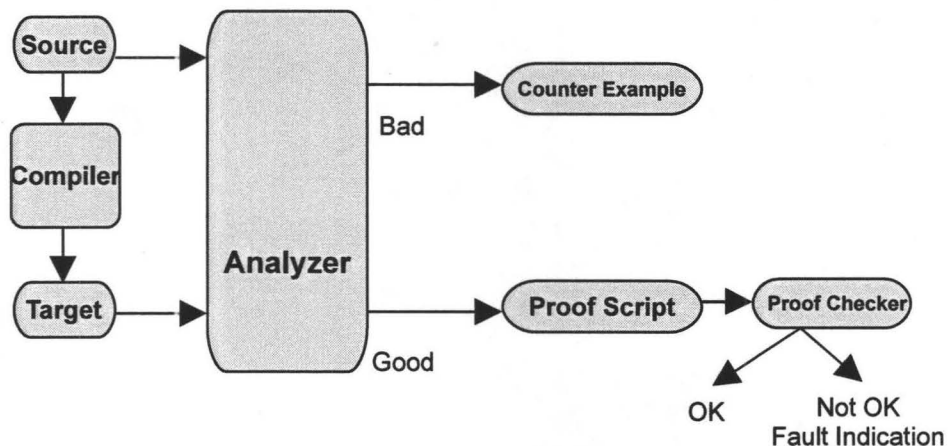 Source
Counter Example
Bad
Compiler
Analyzer
Target
Proof Script
Proof Checker
Good
OK
Not OK
Fault Indication